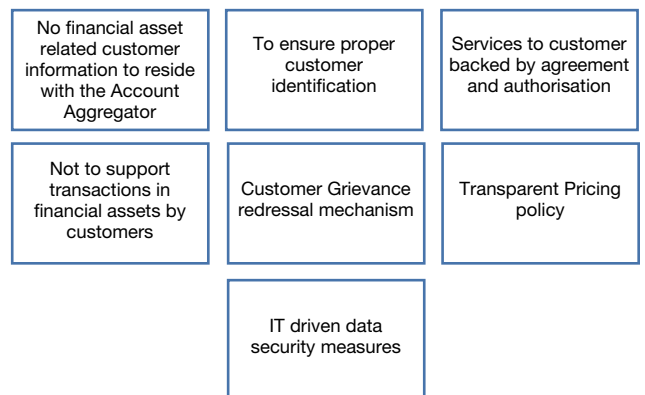 No financial asset
related customer
information to reside
with the Account
Aggregator
To ensure proper
customer
identification
Services to customer
backed by agreement
and authorisation
Not to support
transactions in
financial assets by
customers
Customer Grievance
redressal mechanism
Transparent Pricing
policy
IT driven data
security measures